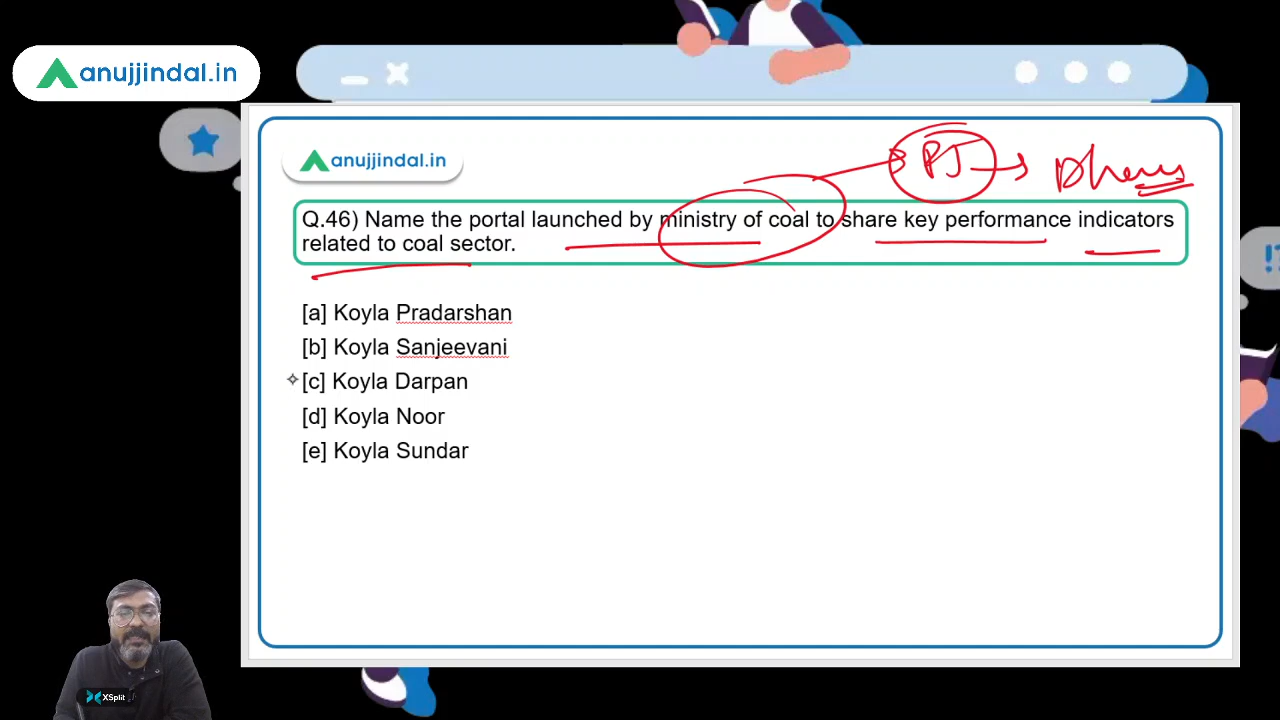 anujjindal.in
anujjindal.in
PJ
Q.46) Name the portal launched by ministry of coal to share key performance indicators
related to coal sector.
[a] Koyla Pradarshan
[b] Koyla Sanjeevani
[c] Koyla Darpan
[d] Koyla Noor
[e] Koyla Sundar
XSplit